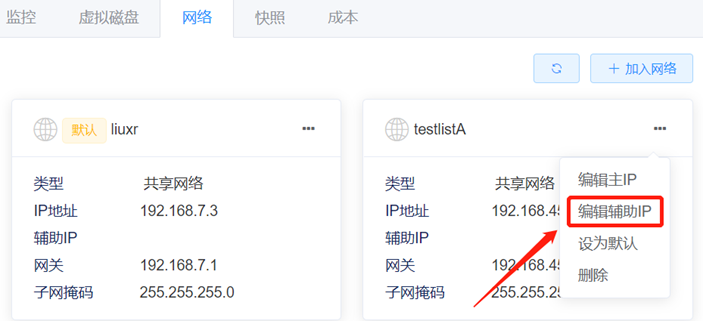 监控 虚拟磁盘 网络 快照 成本
加入网络
默认 liuxr
类型 共享网络
IP地址 192.168.7.3
辅助IP
网关 192.168.7.1
子网掩码 255.255.255.0
testlistA
类型 共享网络
IP地址 192.168.45
辅助IP
网关 192.168.45
子网掩码 255.255.25
编辑主IP
编辑辅助IP
设为默认
删除